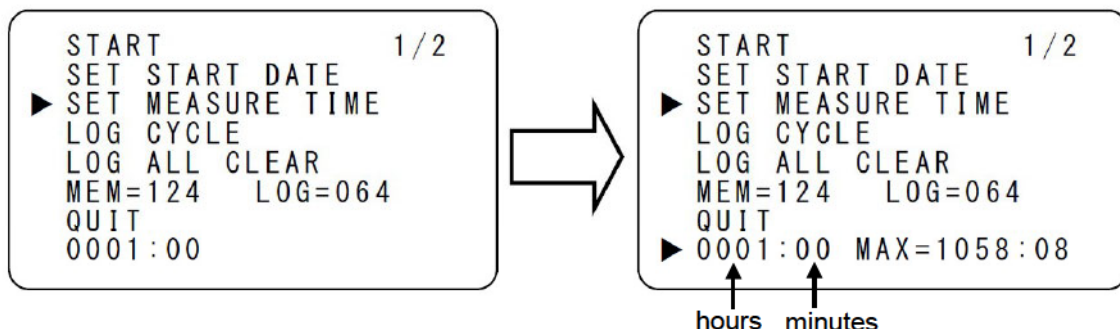 START 1/2
SET START DATE
▶ SET MEASURE TIME
LOG CYCLE
LOG ALL CLEAR
MEM=124 LOG=064
QUIT
0001:00
START 1/2
SET START DATE
▶ SET MEASURE TIME
LOG CYCLE
LOG ALL CLEAR
MEM=124 LOG=064
QUIT
▶ 0001:00 MAX=1058:08
hours minutes